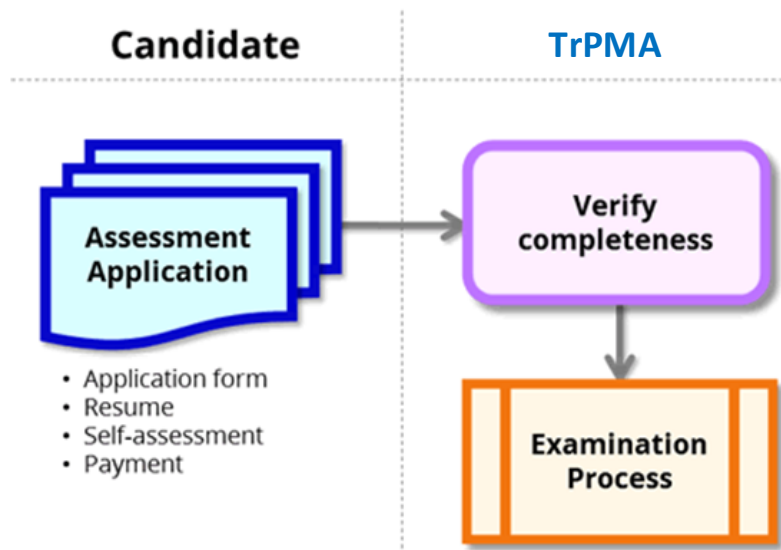 Candidate
TrPMA
Assessment
Application
Verify
completeness
• Application form
• Resume
• Self-assessment
• Payment
Examination
Process